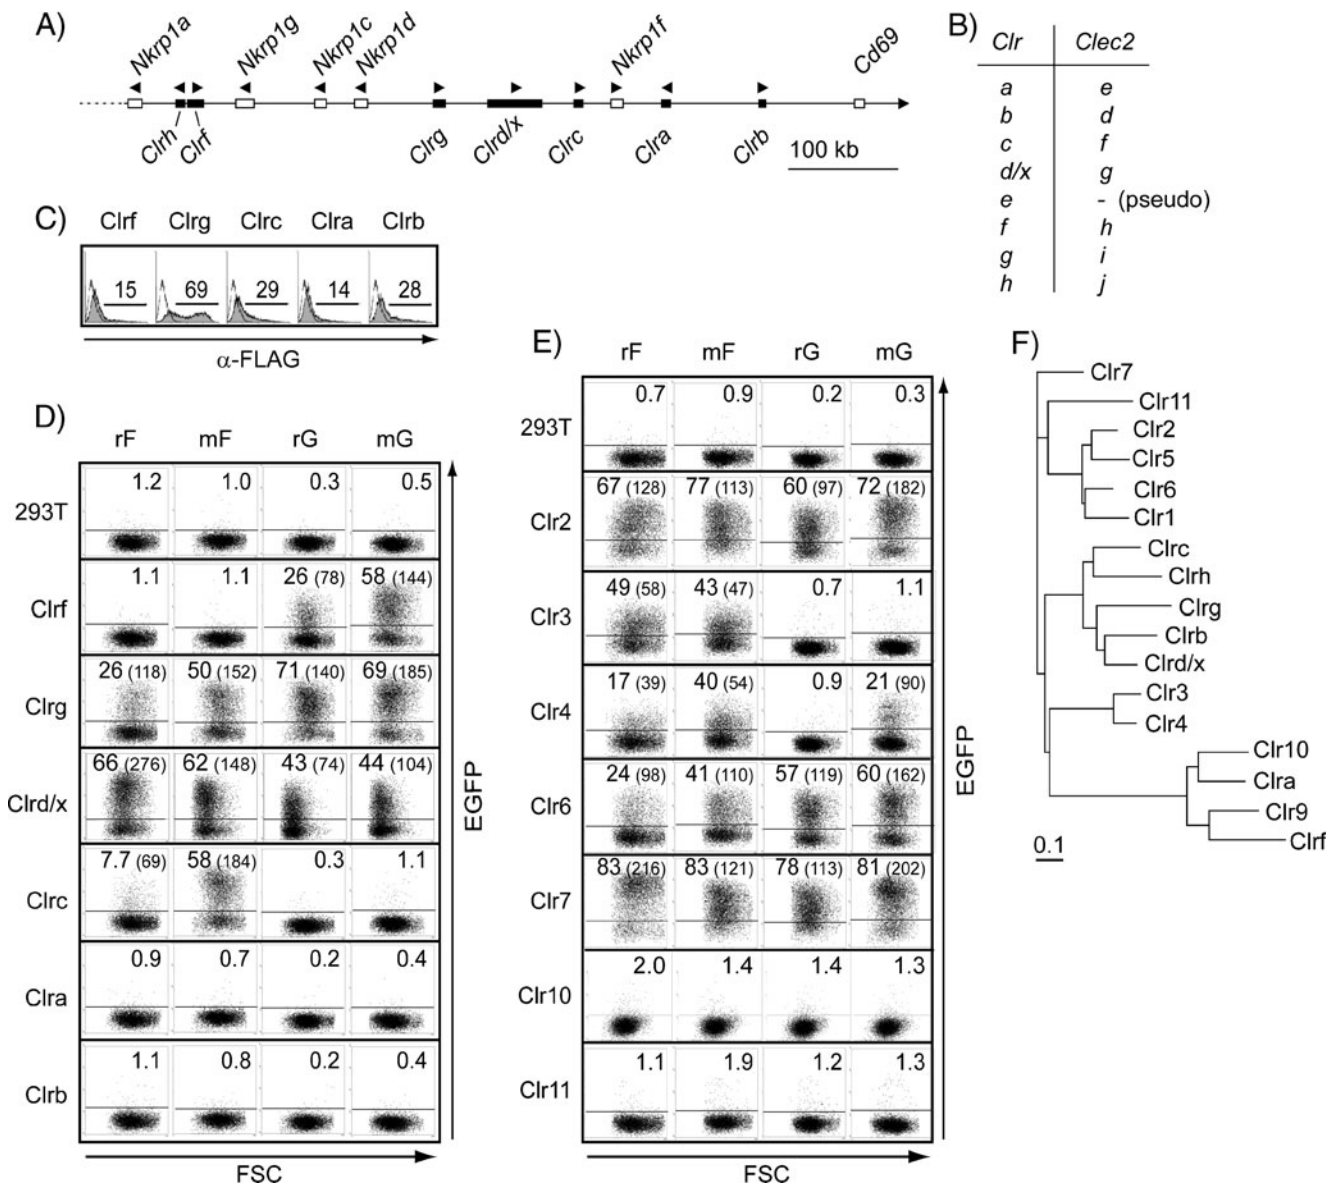 A)
Nkrp1a Nkrp1g Nkrp1c Nkrp1d Nkrp1f Cd69
Clrh Clrf Clrg Clrd/x Clrc Clra Clrb
100 kb
B)
Clr Clec2
a e
b d
c f
d/x g
e - (pseudo)
f h
g i
h j
C)
Clrf Clrg Clrc Clra Clrb
15 69 29 14 28
α-FLAG
D)
rF mF rG mG
293T 1.2 1.0 0.3 0.5
Clrf 1.1 1.1 26 (78) 58 (144)
Clrg 26 (118) 50 (152) 71 (140) 69 (185)
Clrd/x 66 (276) 62 (148) 43 (74) 44 (104)
Clrc 7.7 (69) 58 (184) 0.3 1.1
Clra 0.9 0.7 0.2 0.4
Clrb 1.1 0.8 0.2 0.4
EGFP
FSC
E)
rF mF rG mG
293T 0.7 0.9 0.2 0.3
Clr2 67 (128) 77 (113) 60 (97) 72 (182)
Clr3 49 (58) 43 (47) 0.7 1.1
Clr4 17 (39) 40 (54) 0.9 21 (90)
Clr6 24 (98) 41 (110) 57 (119) 60 (162)
Clr7 83 (216) 83 (121) 78 (113) 81 (202)
Clr10 2.0 1.4 1.4 1.3
Clr11 1.1 1.9 1.2 1.3
EGFP
FSC
F)
Clr7
Clr11
Clr2
Clr5
Clr6
Clr1
Clrc
Clrh
Clrg
Clrb
Clrd/x
Clr3
Clr4
Clr10
Clra
Clr9
Clrf
0.1